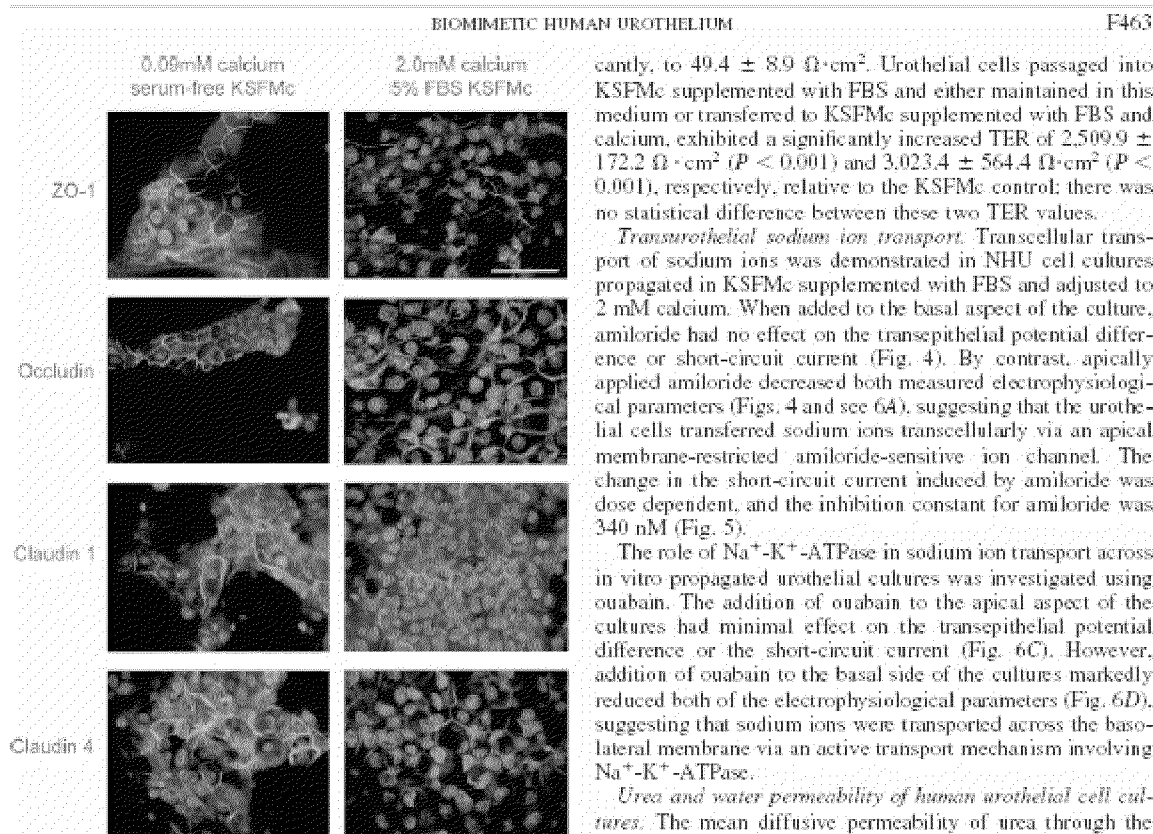 BIOMIMETIC HUMAN UROTHELIUM
F463
0.09mM calcium
serum-free KSFMc
2.0mM calcium
5% FBS KSFMc
ZO-1
Occludin
Claudin 1
Claudin 4
cantly, to 49.4 ± 8.9 Ω·cm². Urothelial cells passaged into
KSFMc supplemented with FBS and either maintained in this
medium or transferred to KSFMc supplemented with FBS and
calcium, exhibited a significantly increased TER of 2,509.9 ±
172.2 Ω·cm² (P < 0.001) and 3,023.4 ± 564.4 Ω·cm² (P <
0.001), respectively, relative to the KSFMc control; there was
no statistical difference between these two TER values.
Transurothelial sodium ion transport. Transcellular trans-
port of sodium ions was demonstrated in NHU cell cultures
propagated in KSFMc supplemented with FBS and adjusted to
2 mM calcium. When added to the basal aspect of the culture,
amiloride had no effect on the transepithelial potential differ-
ence or short-circuit current (Fig. 4). By contrast, apically
applied amiloride decreased both measured electrophysiologi-
cal parameters (Figs. 4 and see 6A), suggesting that the urothe-
lial cells transferred sodium ions transcellularly via an apical
membrane-restricted amiloride-sensitive ion channel. The
change in the short-circuit current induced by amiloride was
dose dependent, and the inhibition constant for amiloride was
340 nM (Fig. 5).
The role of Na⁺-K⁺-ATPase in sodium ion transport across
in vitro propagated urothelial cultures was investigated using
ouabain. The addition of ouabain to the apical aspect of the
cultures had minimal effect on the transepithelial potential
difference or the short-circuit current (Fig. 6C). However,
addition of ouabain to the basal side of the cultures markedly
reduced both of the electrophysiological parameters (Fig. 6D),
suggesting that sodium ions were transported across the baso-
lateral membrane via an active transport mechanism involving
Na⁺-K⁺-ATPase.
Urea and water permeability of human urothelial cell cul-
tures. The mean diffusive permeability of urea through the